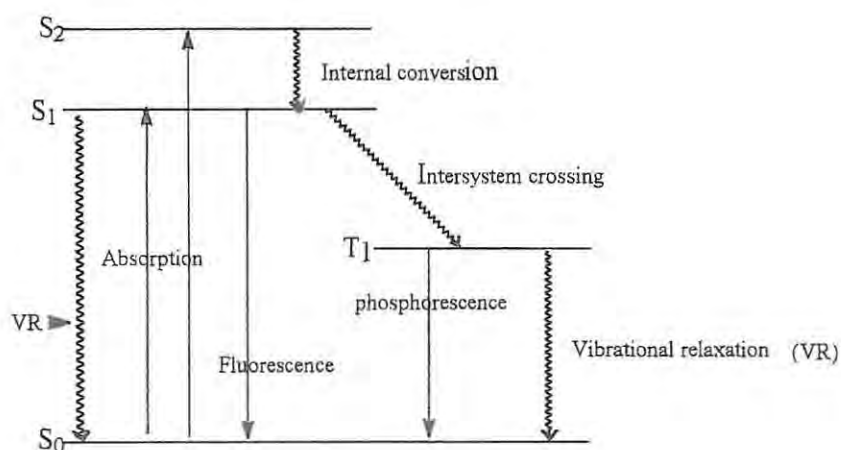 S2
Internal conversion
S1
Intersystem crossing
T1
Absorption
phosphorescence
VR
Vibrational relaxation (VR)
Fluorescence
S0